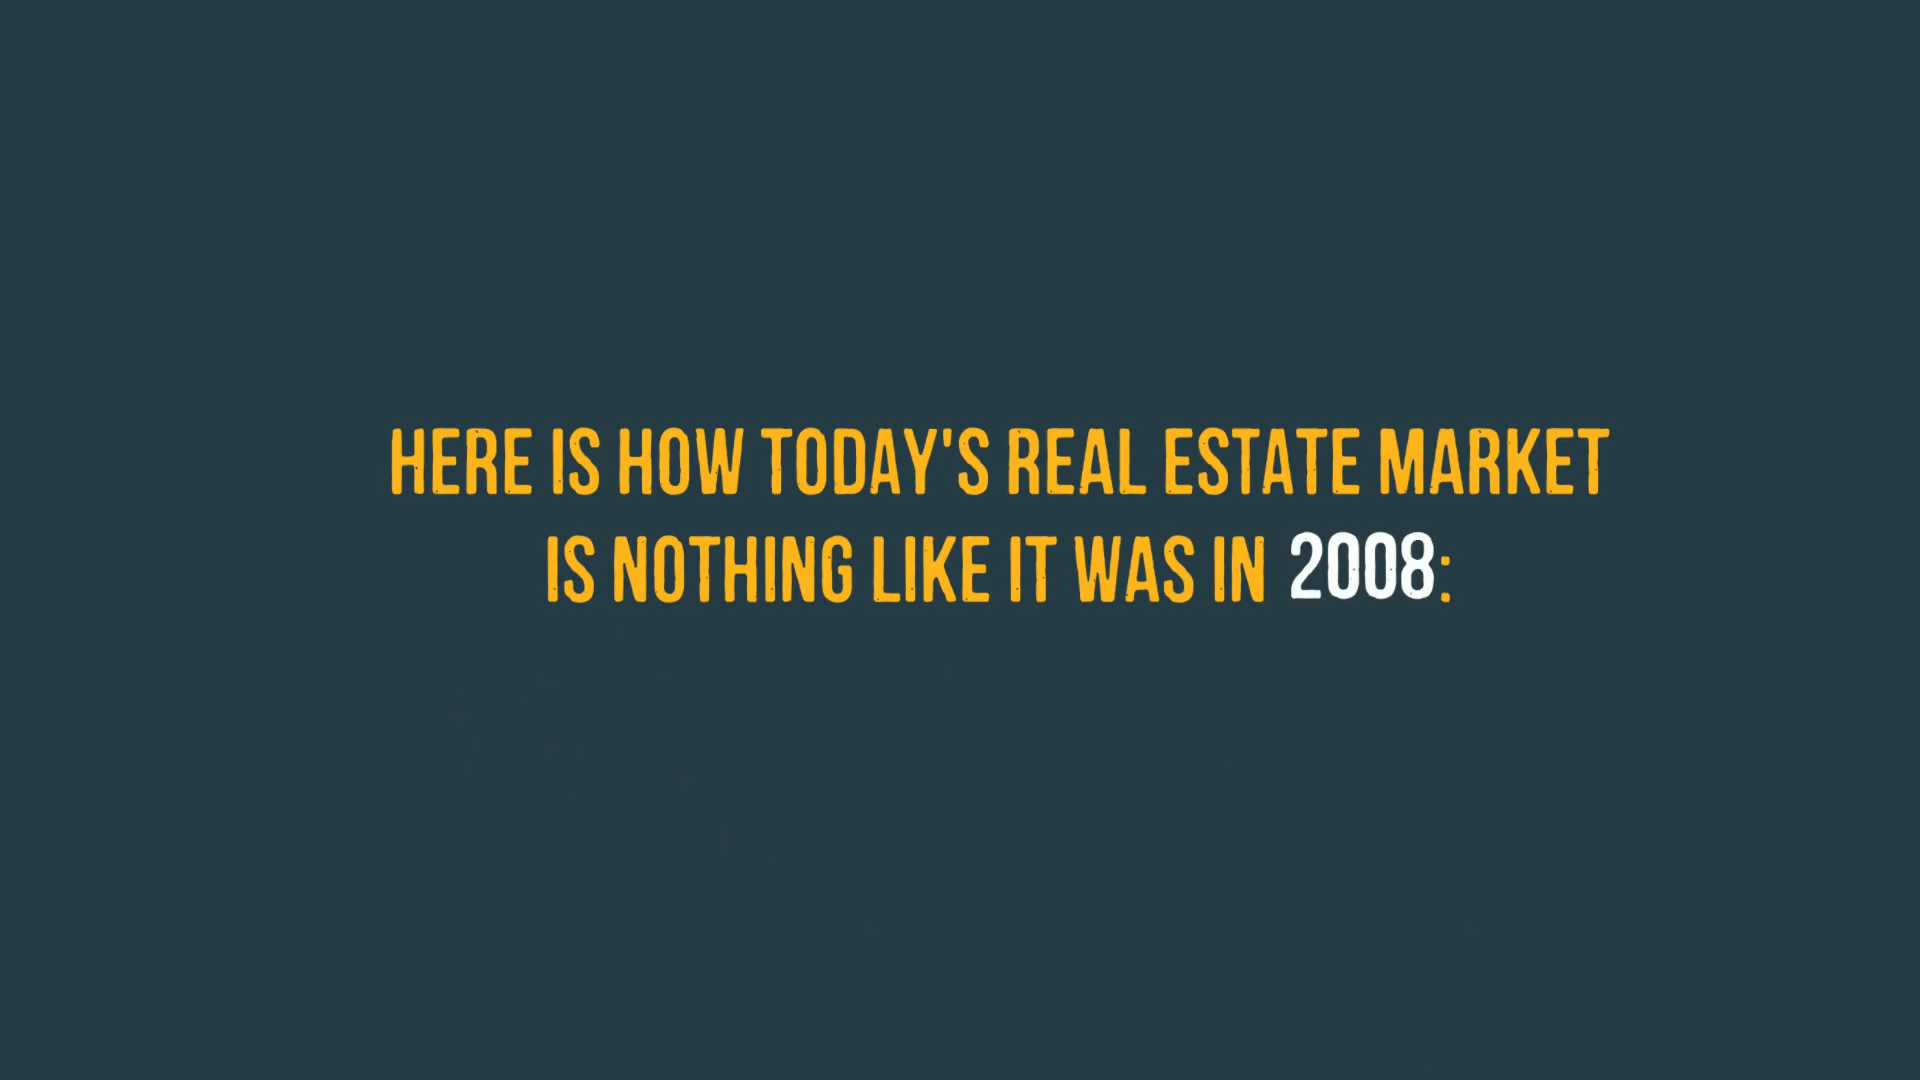 HERE IS HOW TODAY'S REAL ESTATE MARKET
IS NOTHING LIKE IT WAS IN 2008: